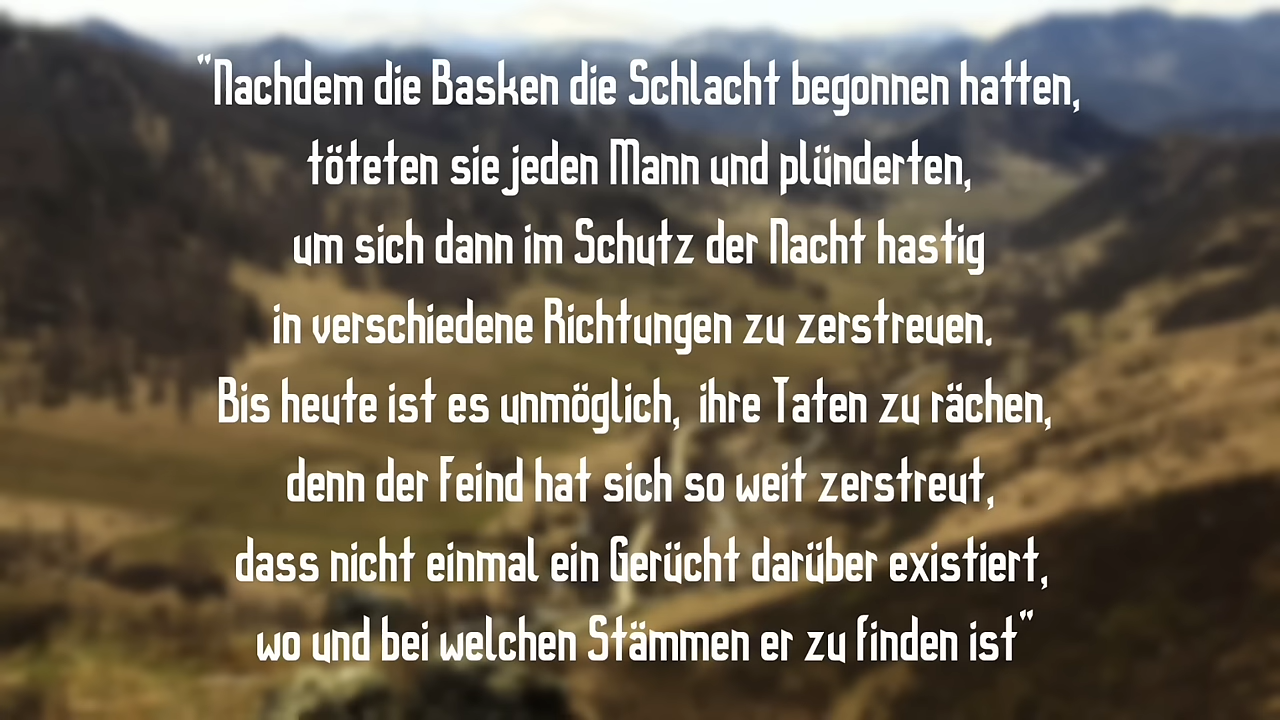 "Nachdem die Basken die Schlacht begonnen hatten,
töteten sie jeden Mann und plünderten,
um sich dann im Schutz der Nacht hastig
in verschiedene Richtungen zu zerstreuen.
Bis heute ist es unmöglich, ihre Taten zu rächen,
denn der Feind hat sich so weit zerstreut,
dass nicht einmal ein Gerücht darüber existiert,
wo und bei welchen Stämmen er zu finden ist"